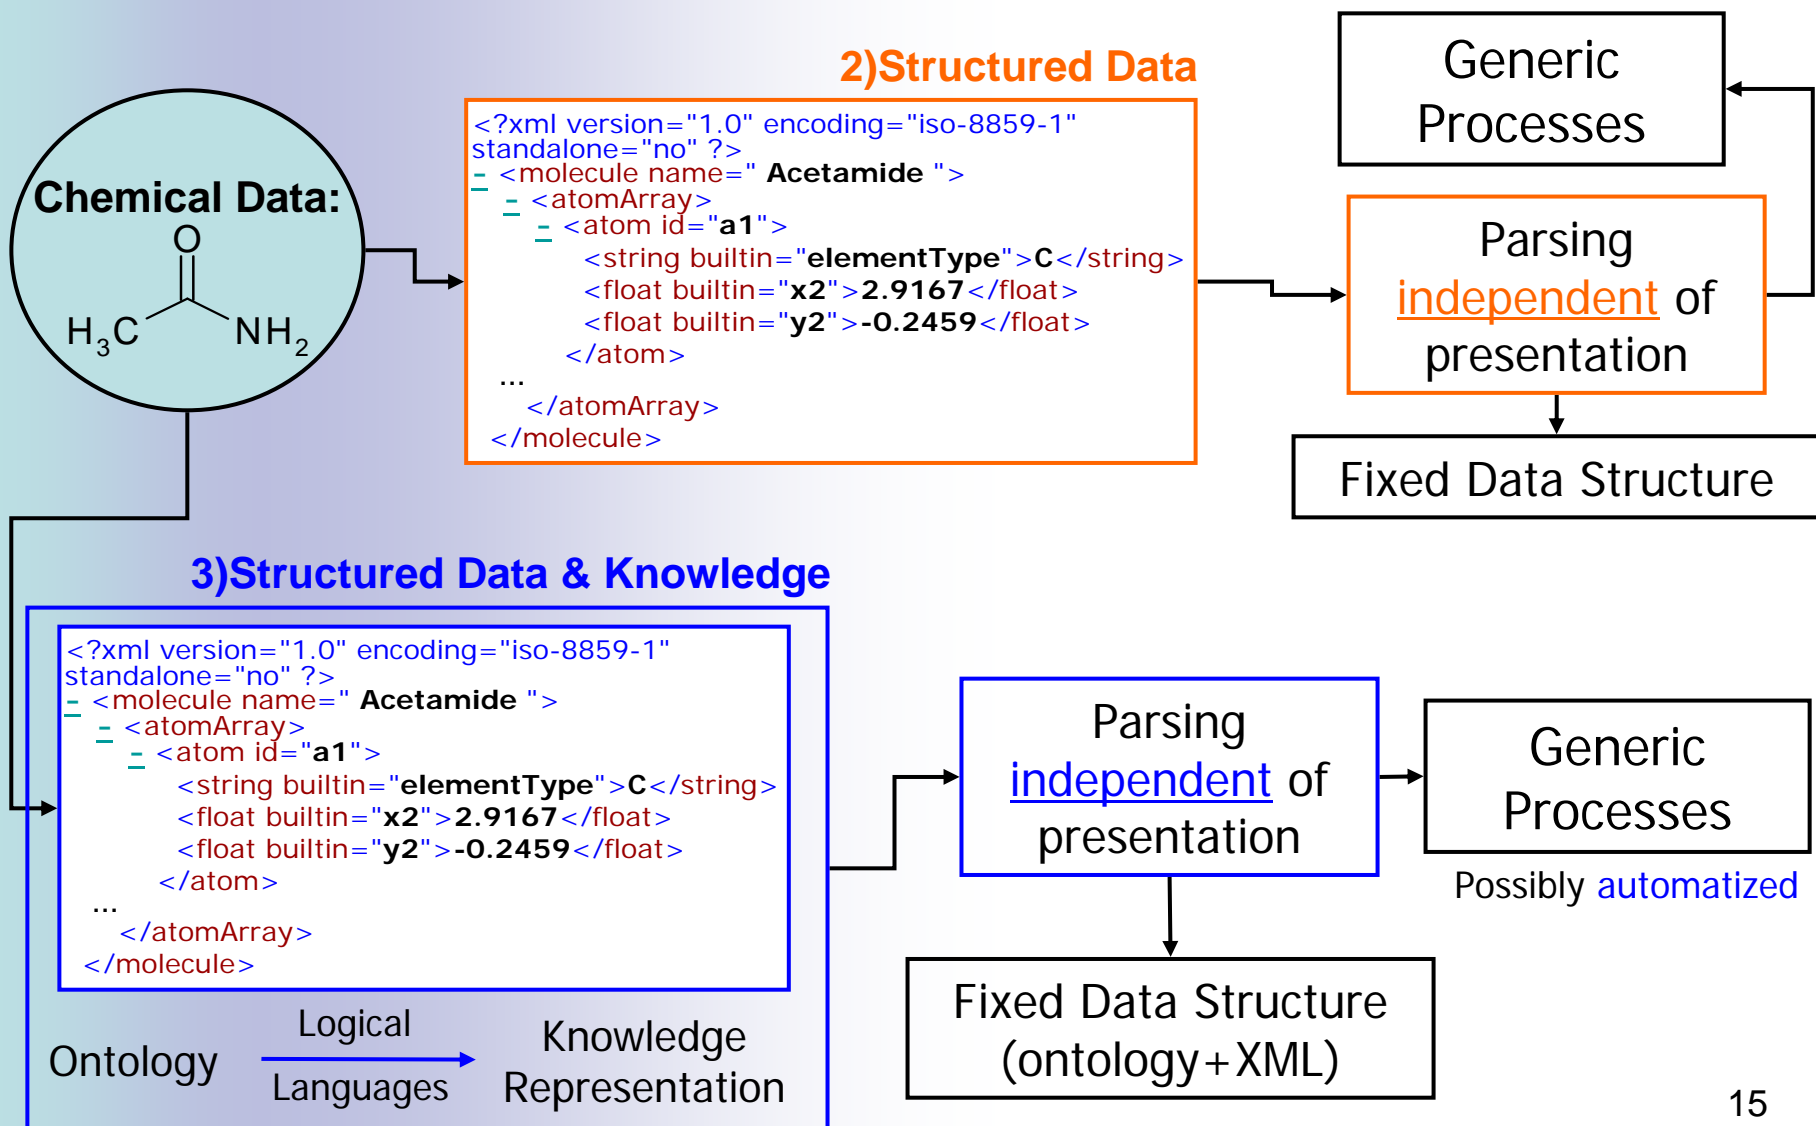 2)Structured Data
Generic
Processes
Chemical Data:
O
H3C
NH2
<?xml version="1.0" encoding="iso-8859-1"
standalone="no" ?>
- <molecule name=" Acetamide ">
- <atomArray>
- <atom id="a1">
<string builtin="elementType">C</string>
<float builtin="x2">2.9167</float>
<float builtin="y2">-0.2459</float>
</atom>
...
</atomArray>
</molecule>
Parsing
independent of
presentation
Fixed Data Structure
3)Structured Data & Knowledge
<?xml version="1.0" encoding="iso-8859-1"
standalone="no" ?>
- <molecule name=" Acetamide ">
- <atomArray>
- <atom id="a1">
<string builtin="elementType">C</string>
<float builtin="x2">2.9167</float>
<float builtin="y2">-0.2459</float>
</atom>
...
</atomArray>
</molecule>
Ontology
Logical
Languages
Knowledge
Representation
Parsing
independent of
presentation
Generic
Processes
Possibly automatized
Fixed Data Structure
(ontology+XML)
15